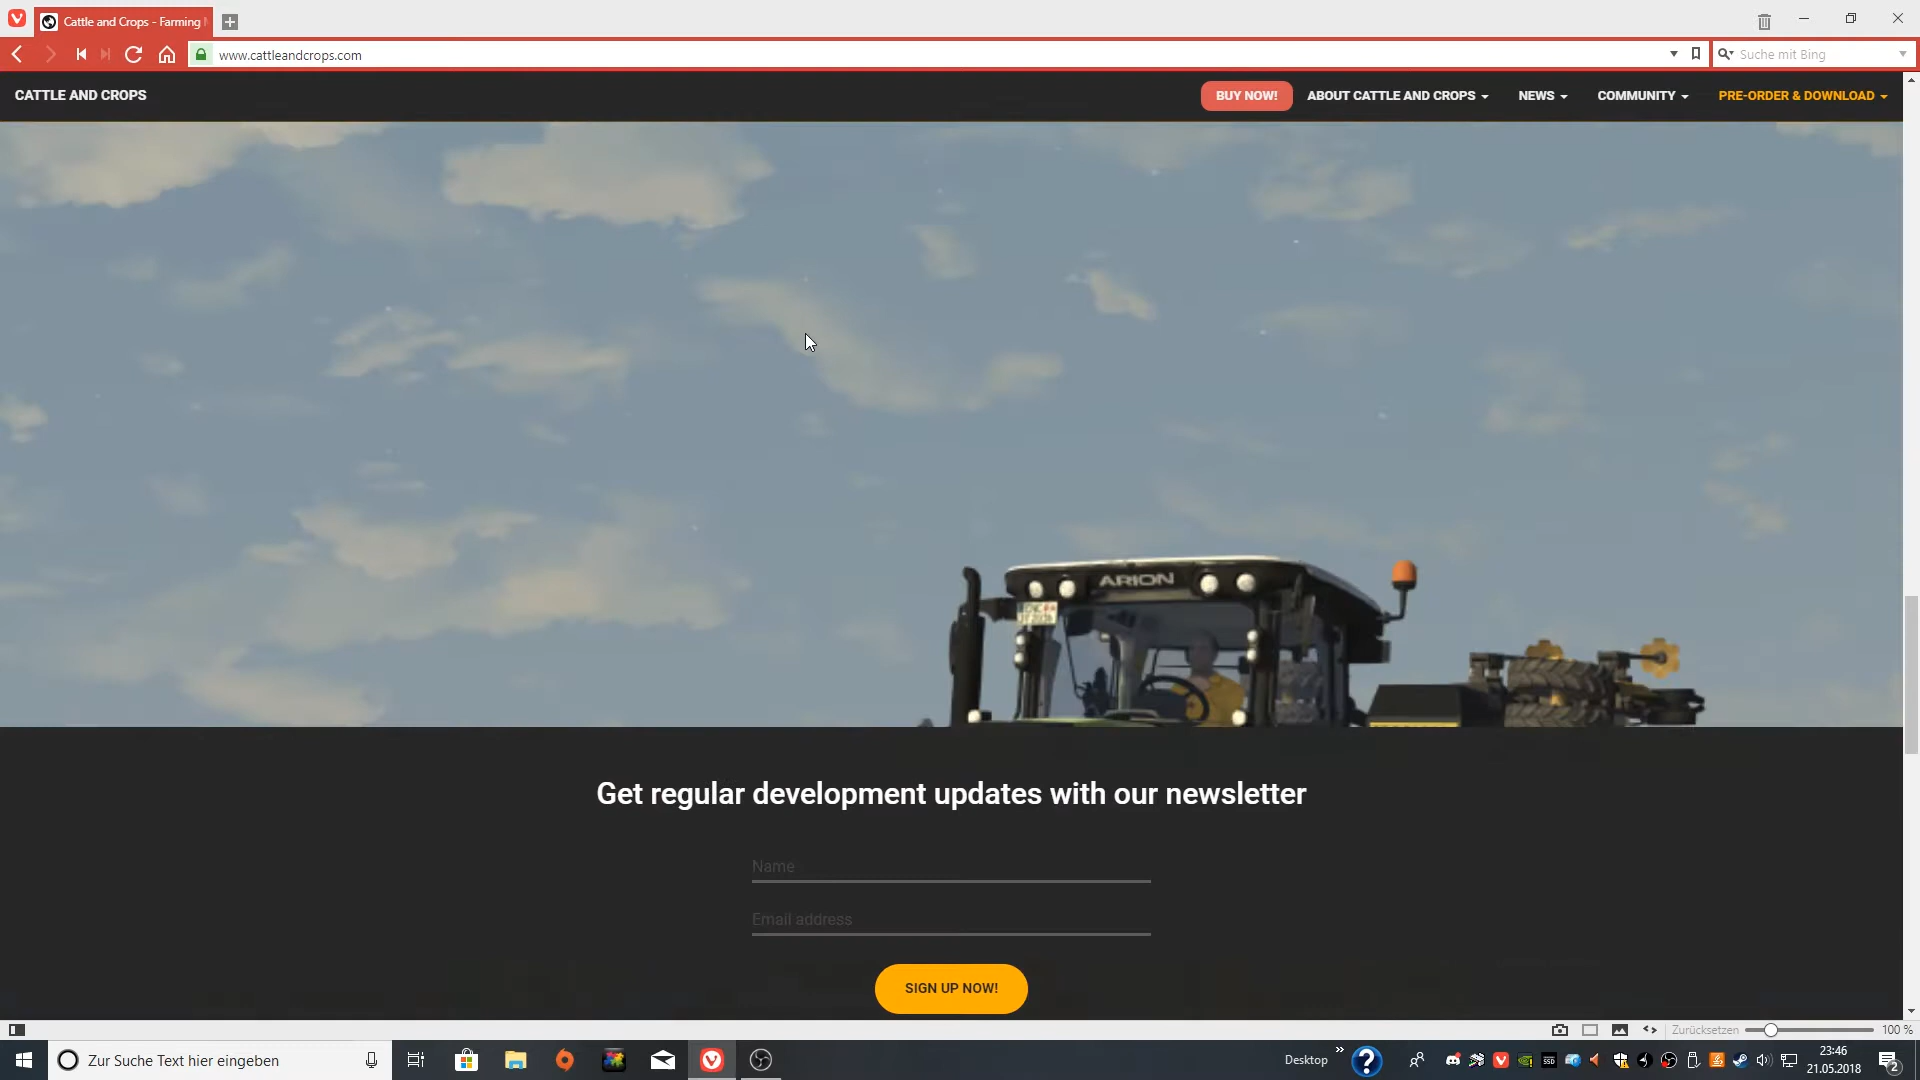 Cattle and Crops - Farming
www.cattleandcrops.com
Suche mit Bing
CATTLE AND CROPS
BUY NOW!
ABOUT CATTLE AND CROPS
NEWS
COMMUNITY
PRE-ORDER & DOWNLOAD
ARION
Get regular development updates with our newsletter
Name
Email address
SIGN UP NOW!
Zurücksetzen
100 %
Zur Suche Text hier eingeben
Desktop
23:46
21.05.2018
2